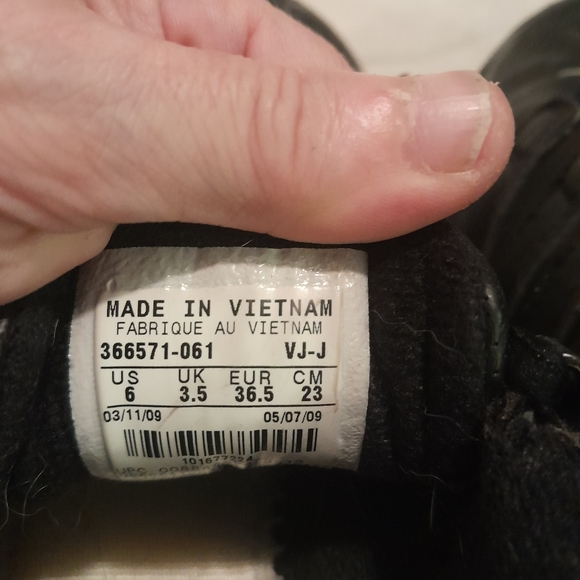 MADE IN VIETNAM
FABRIQUE AU VIETNAM
366571-061 VJ-J
US UK EUR CM
6 3.5 36.5 23
03/11/09 05/07/09
UPC